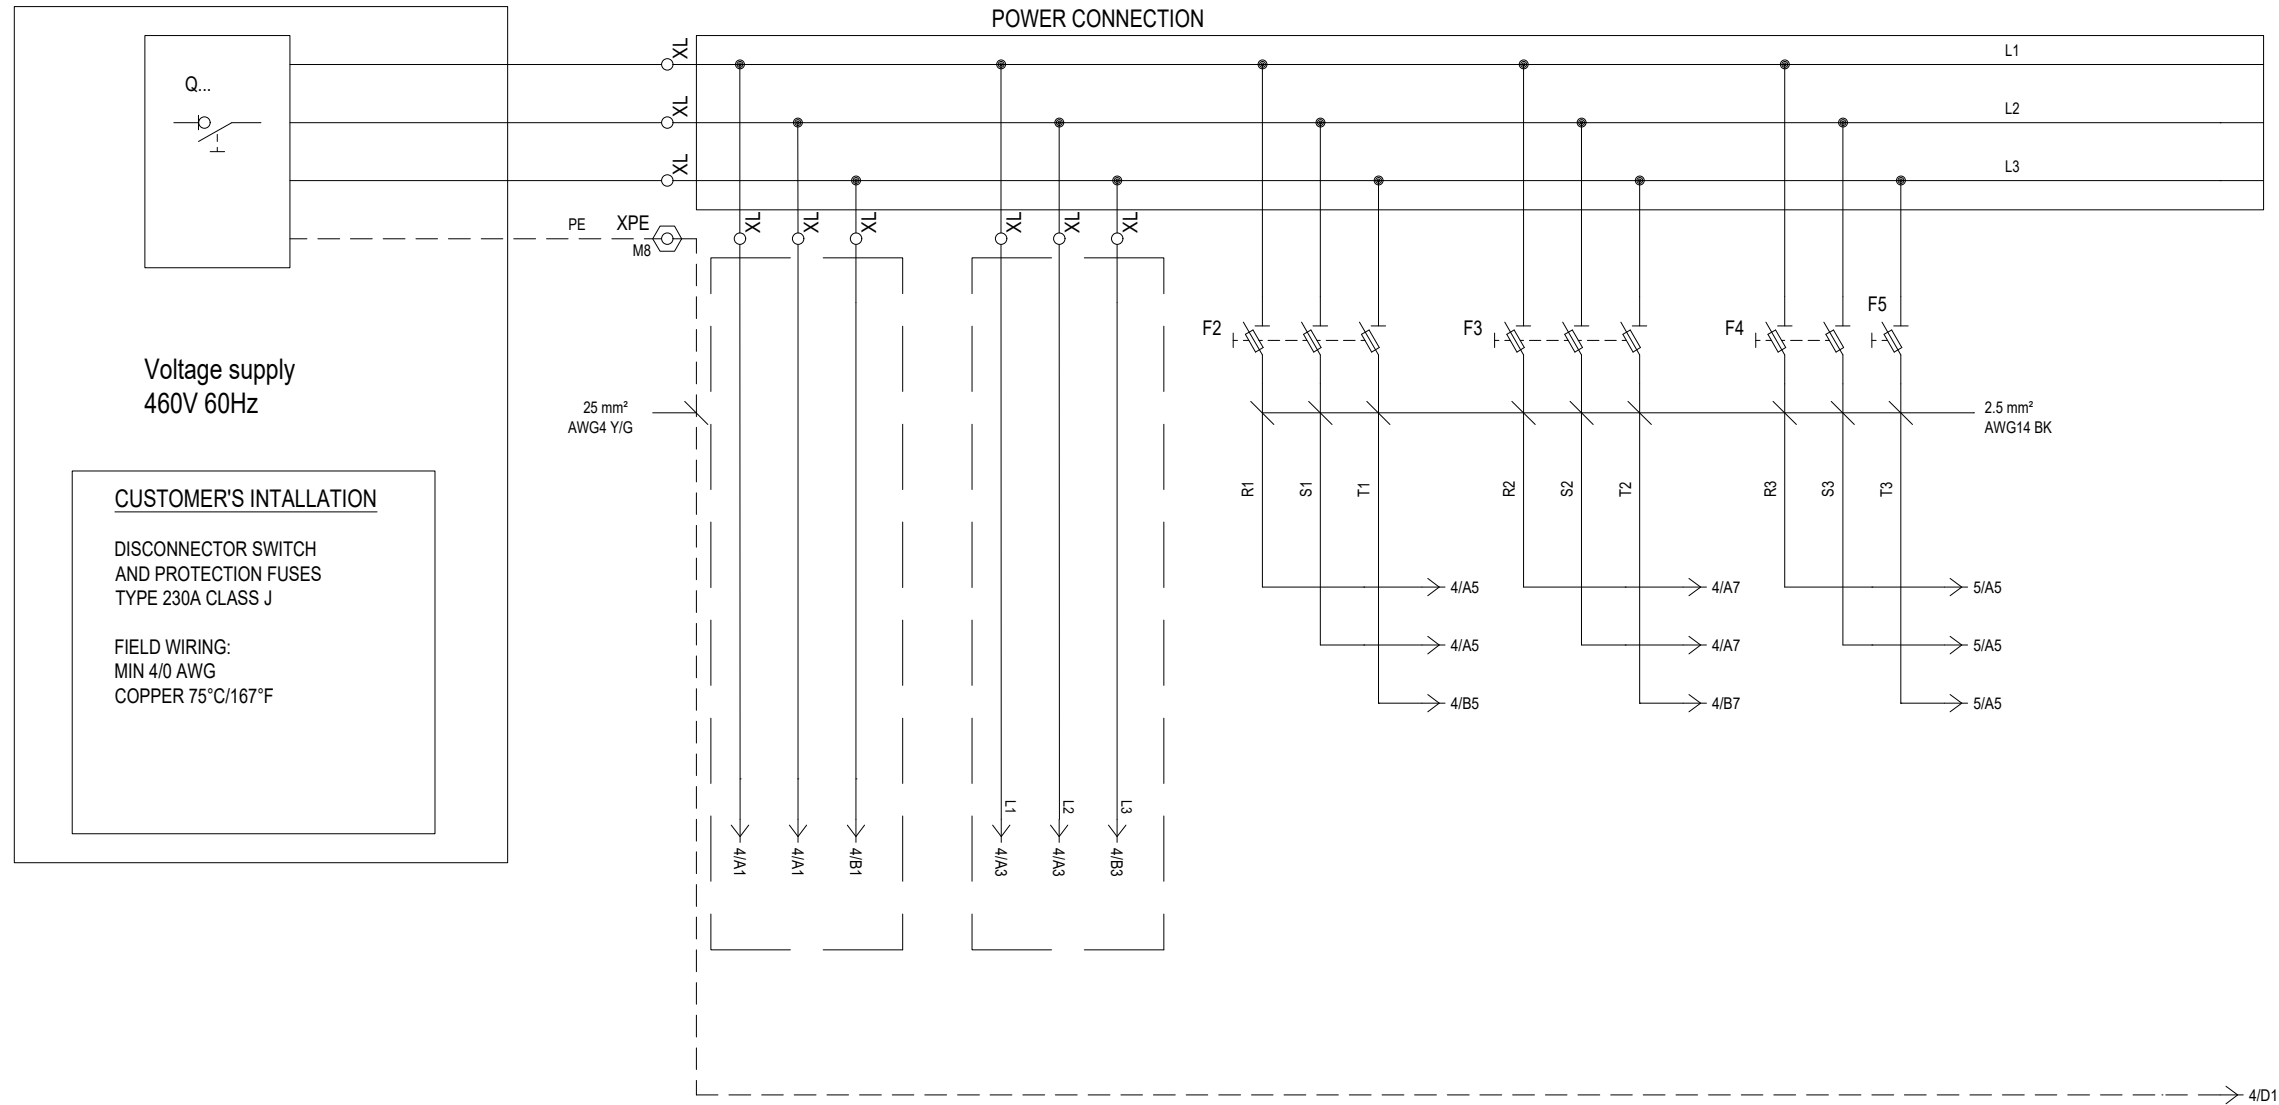 POWER CONNECTION
Q...
XL
L1
XL
L2
XL
L3
PE
XPE
M8
XL
XL
XL
XL
XL
XL
Voltage supply
460V 60Hz
F2
F3
F4
F5
25 mm²
AWG4 Y/G
2.5 mm²
AWG14 BK
CUSTOMER'S INTALLATION
DISCONNECTOR SWITCH
AND PROTECTION FUSES
TYPE 230A CLASS J
FIELD WIRING:
MIN 4/0 AWG
COPPER 75°C/167°F
R1
S1
T1
R2
S2
T2
R3
S3
T3
4/A5
4/A7
5/A5
4/A5
4/A7
5/A5
4/B5
4/B7
5/A5
L1
L2
L3
4/A1
4/A1
4/B1
4/A3
4/A3
4/B3
4/D1